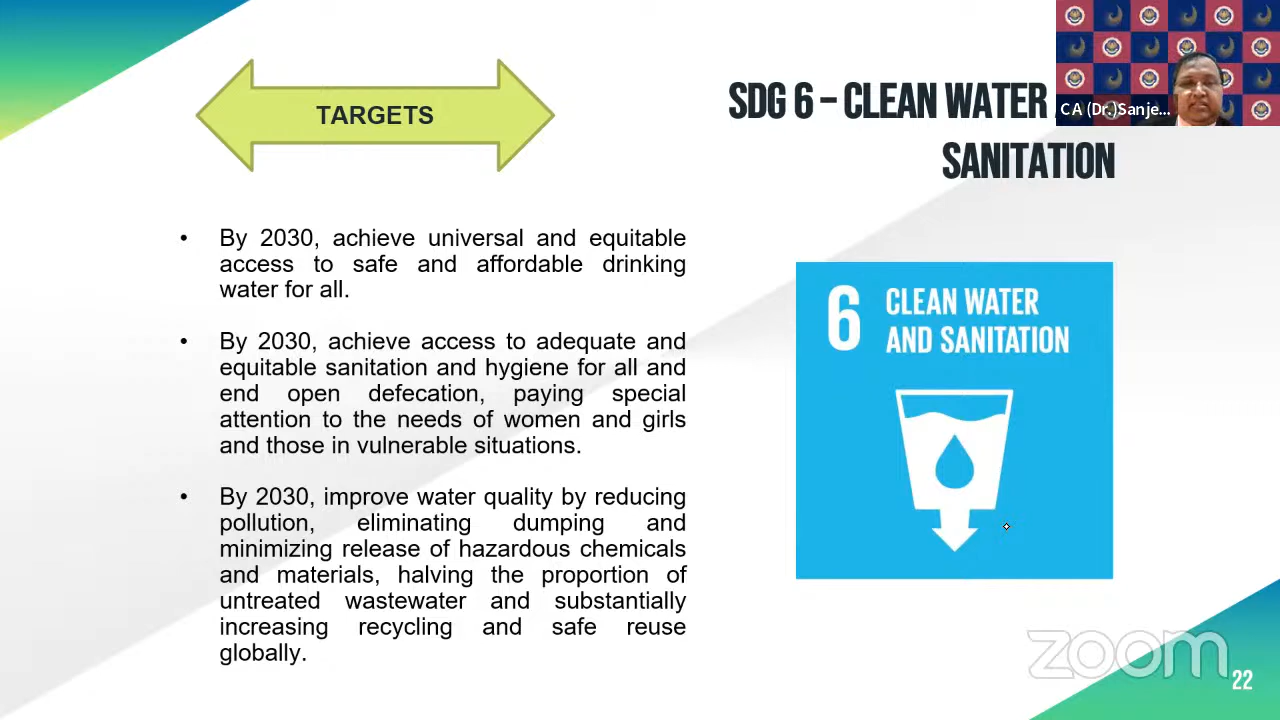 TARGETS
SDG 6 – CLEAN WATER
SANITATION
CA (Dr.)Sanje...
• By 2030, achieve universal and equitable
access to safe and affordable drinking
water for all.
• By 2030, achieve access to adequate and
equitable sanitation and hygiene for all and
end open defecation, paying special
attention to the needs of women and girls
and those in vulnerable situations.
• By 2030, improve water quality by reducing
pollution, eliminating dumping and
minimizing release of hazardous chemicals
and materials, halving the proportion of
untreated wastewater and substantially
increasing recycling and safe reuse
globally.
6 CLEAN WATER
AND SANITATION
zoom
22